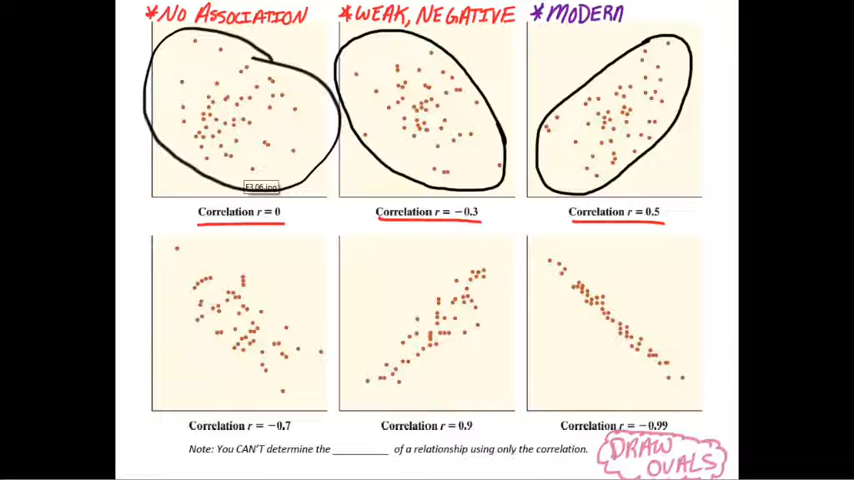 *NO ASSOCIATION
*WEAK, NEGATIVE
*MODERN
F3.06.jpg
Correlation r = 0
Correlation r = −0.3
Correlation r = 0.5
Correlation r = −0.7
Correlation r = 0.9
Correlation r = −0.99
Note: You CAN'T determine the __________ of a relationship using only the correlation.
DRAW
OVALS